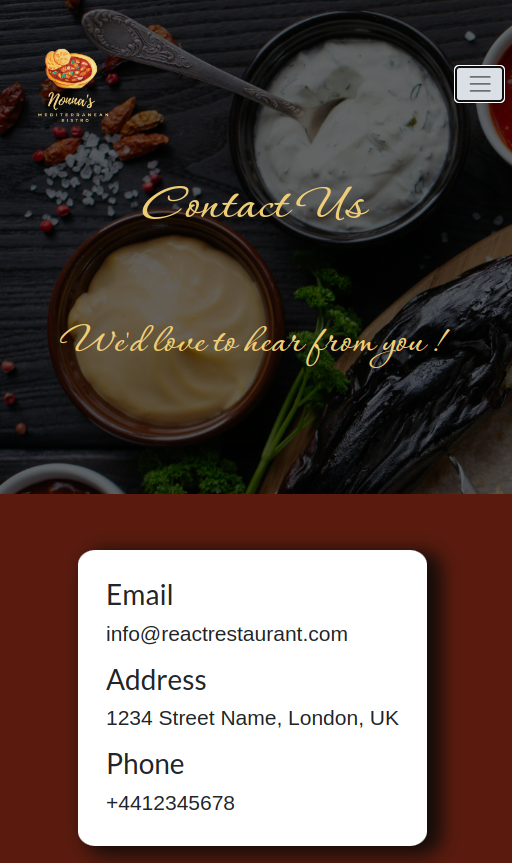 Nonna's
MEDITERRANEAN
BISTRO
Contact Us
We'd love to hear from you !
Email
info@reactrestaurant.com
Address
1234 Street Name, London, UK
Phone
+4412345678